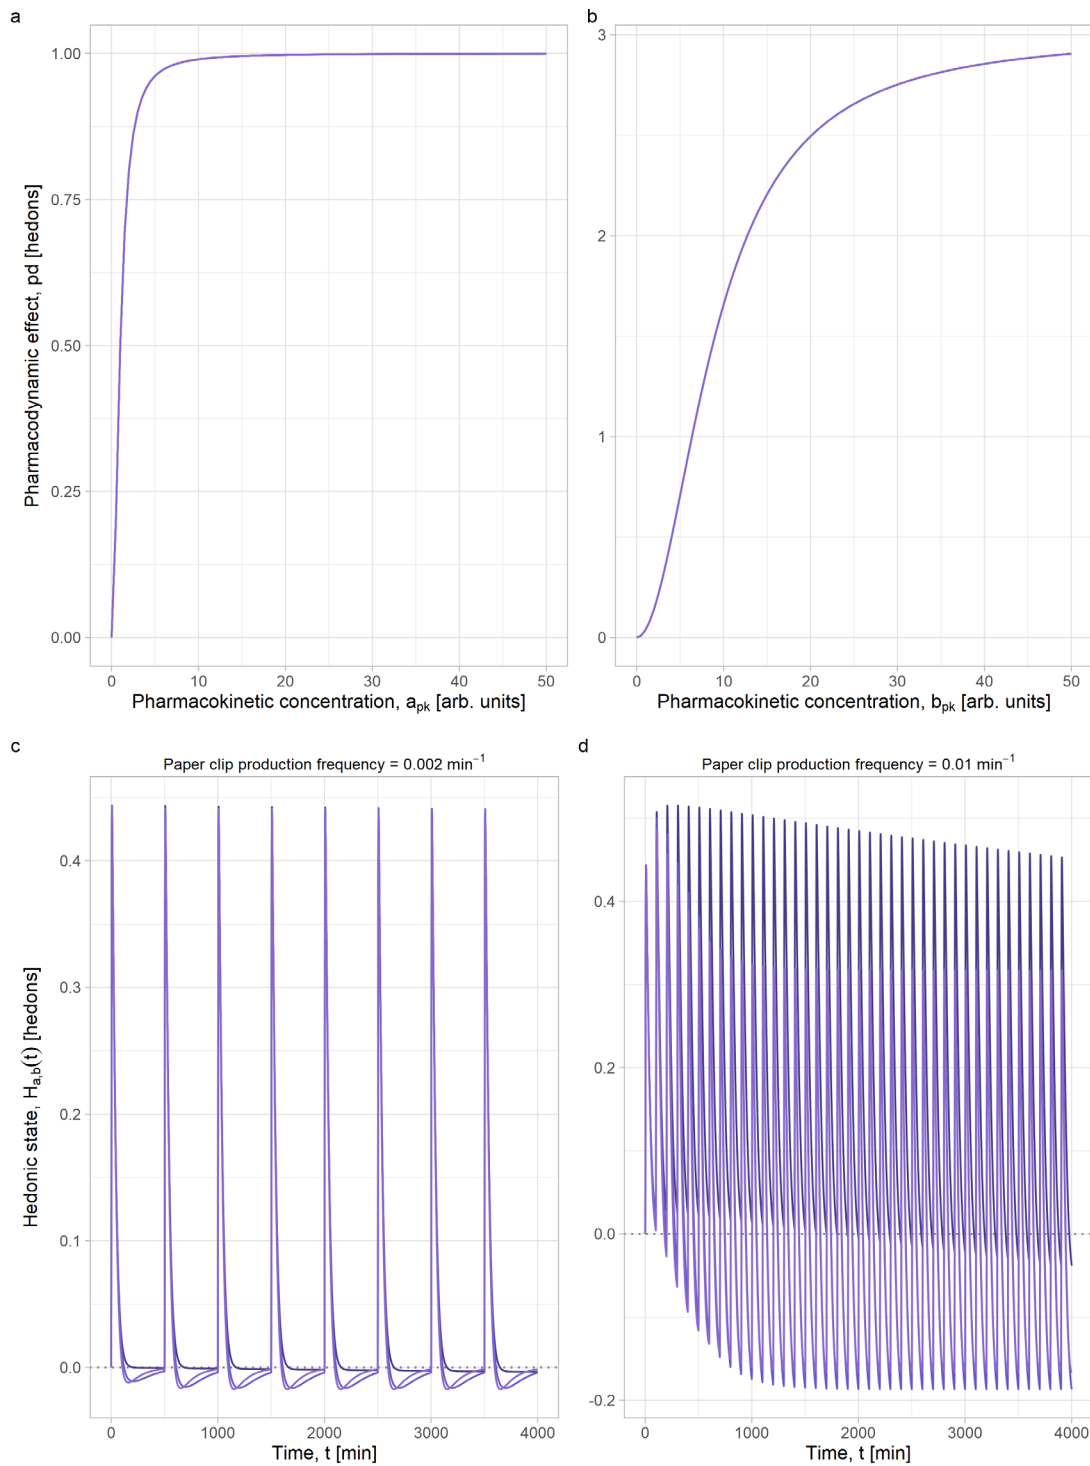 a
b
1.00
0.75
0.50
0.25
0.00
Pharmacodynamic effect, pd [hedons]
0 10 20 30 40 50
Pharmacokinetic concentration, a_pk [arb. units]
3
2
1
0
0 10 20 30 40 50
Pharmacokinetic concentration, b_pk [arb. units]
c
Paper clip production frequency = 0.002 min⁻¹
0.4
0.3
0.2
0.1
0.0
Hedonic state, H_a,b(t) [hedons]
0 1000 2000 3000 4000
Time, t [min]
d
Paper clip production frequency = 0.01 min⁻¹
0.4
0.2
0.0
-0.2
0 1000 2000 3000 4000
Time, t [min]